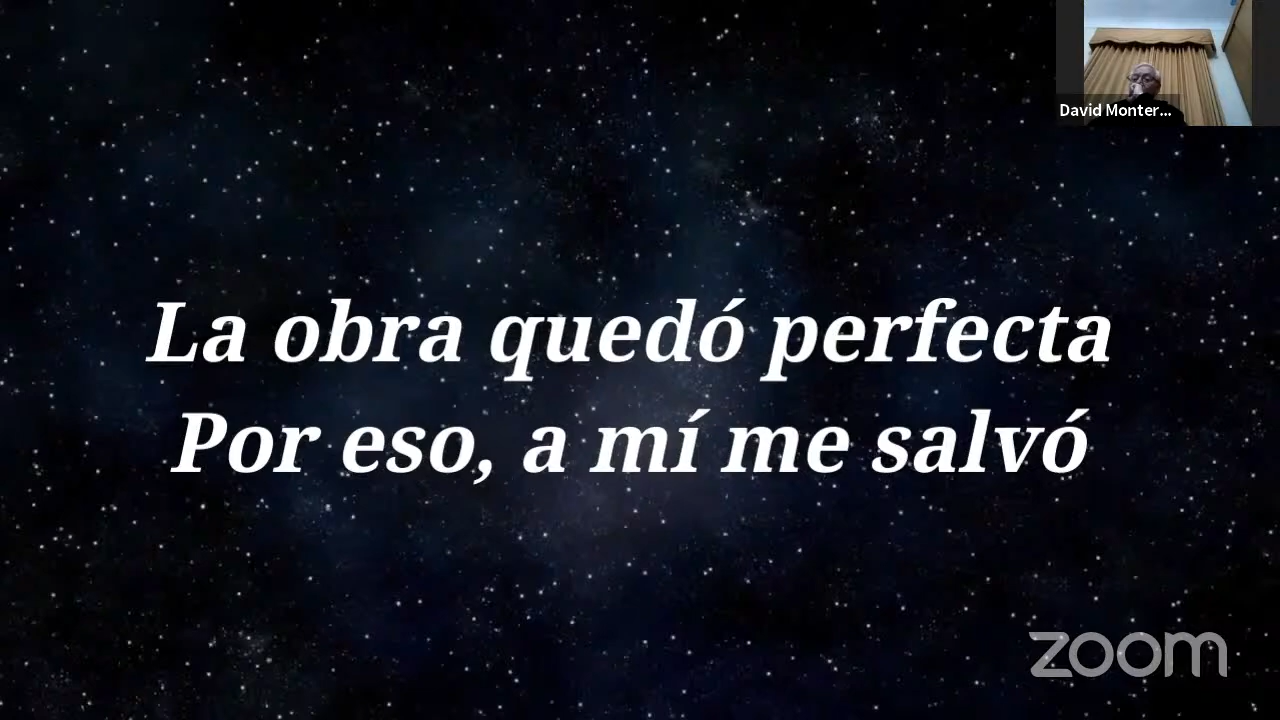 David Monter...
La obra quedó perfecta
Por eso, a mí me salvó
zoom